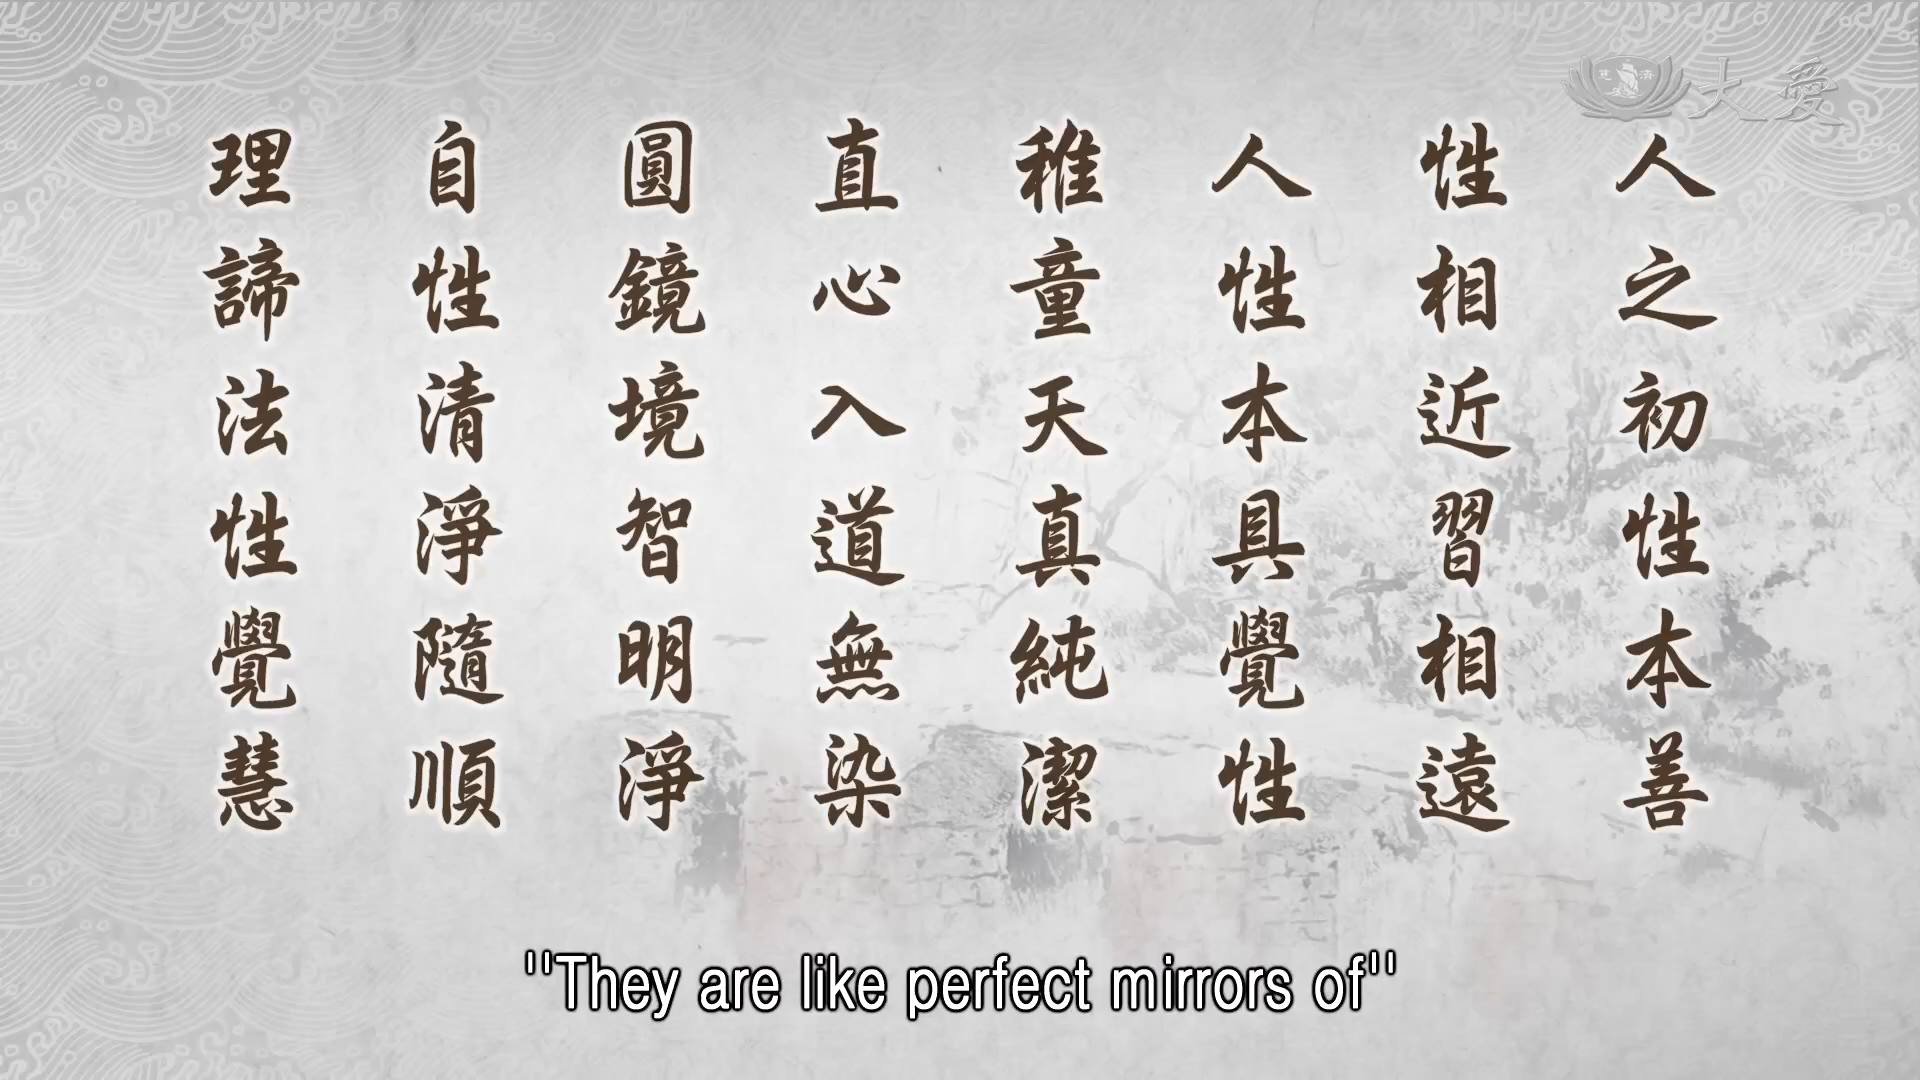 大愛
慈濟
人之初性本善
性相近習相遠
人性本具覺性
稚童天真純潔
直心入道無染
圓鏡境智明淨
自性清淨隨順
理諦法性覺慧
"They are like perfect mirrors of"